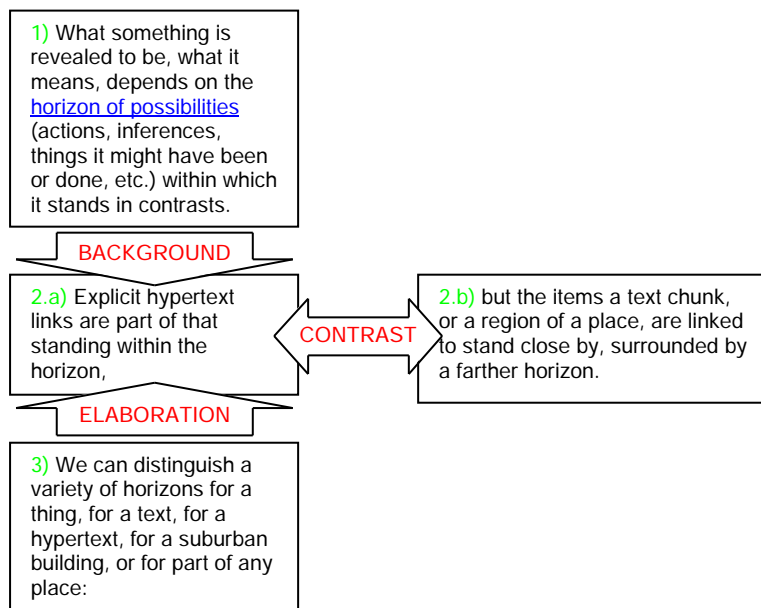 1) What something is
revealed to be, what it
means, depends on the
horizon of possibilities
(actions, inferences,
things it might have been
or done, etc.) within which
it stands in contrasts.
BACKGROUND
2.a) Explicit hypertext
links are part of that
standing within the
horizon,
CONTRAST
2.b) but the items a text chunk,
or a region of a place, are linked
to stand close by, surrounded by
a farther horizon.
ELABORATION
3) We can distinguish a
variety of horizons for a
thing, for a text, for a
hypertext, for a suburban
building, or for part of any
place: